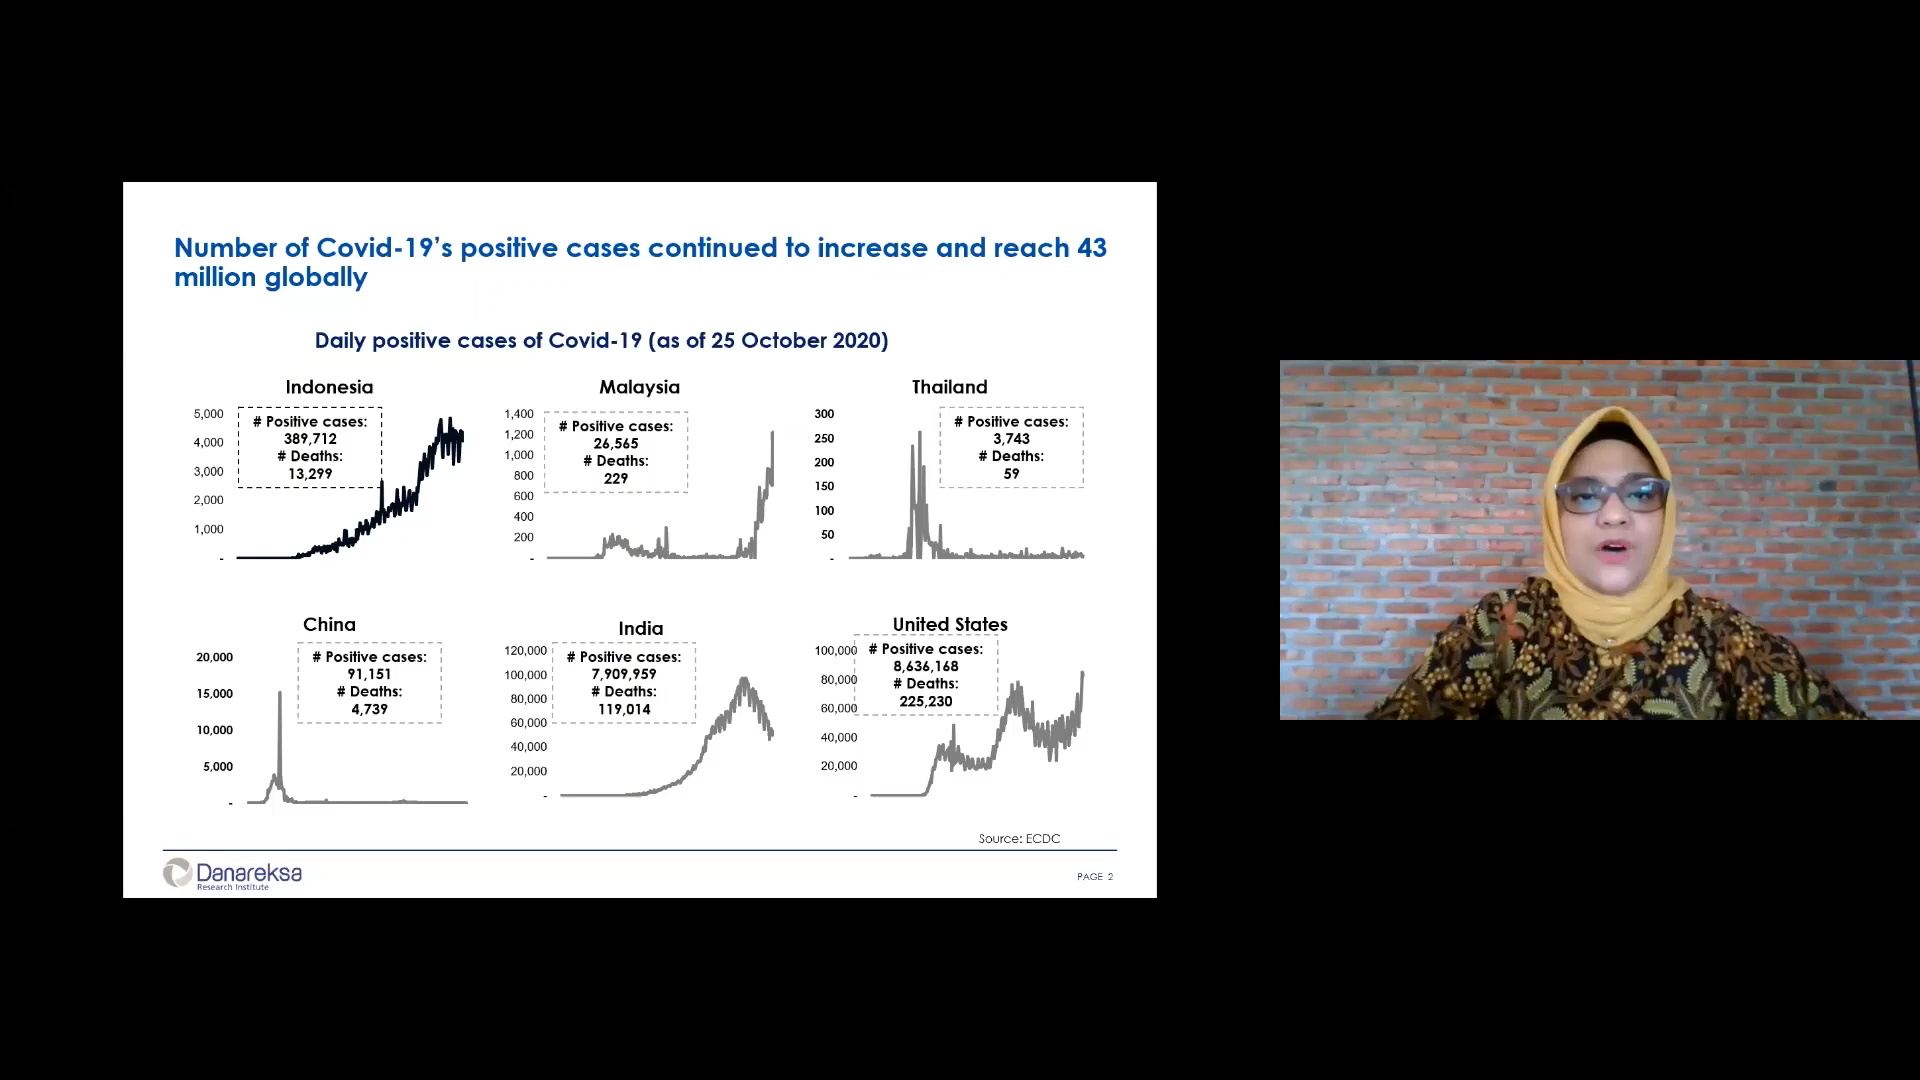 Number of Covid-19’s positive cases continued to increase and reach 43
million globally
Daily positive cases of Covid-19 (as of 25 October 2020)
Indonesia
5,000
4,000
3,000
2,000
1,000
-
# Positive cases:
389,712
# Deaths:
13,299
Malaysia
1,400
1,200
1,000
800
600
400
200
-
# Positive cases:
26,565
# Deaths:
229
Thailand
300
250
200
150
100
50
-
# Positive cases:
3,743
# Deaths:
59
China
20,000
15,000
10,000
5,000
-
# Positive cases:
91,151
# Deaths:
4,739
India
120,000
100,000
80,000
60,000
40,000
20,000
-
# Positive cases:
7,909,959
# Deaths:
119,014
United States
100,000
80,000
60,000
40,000
20,000
-
# Positive cases:
8,636,168
# Deaths:
225,230
Source: ECDC
Danareksa
Research Institute
PAGE 2